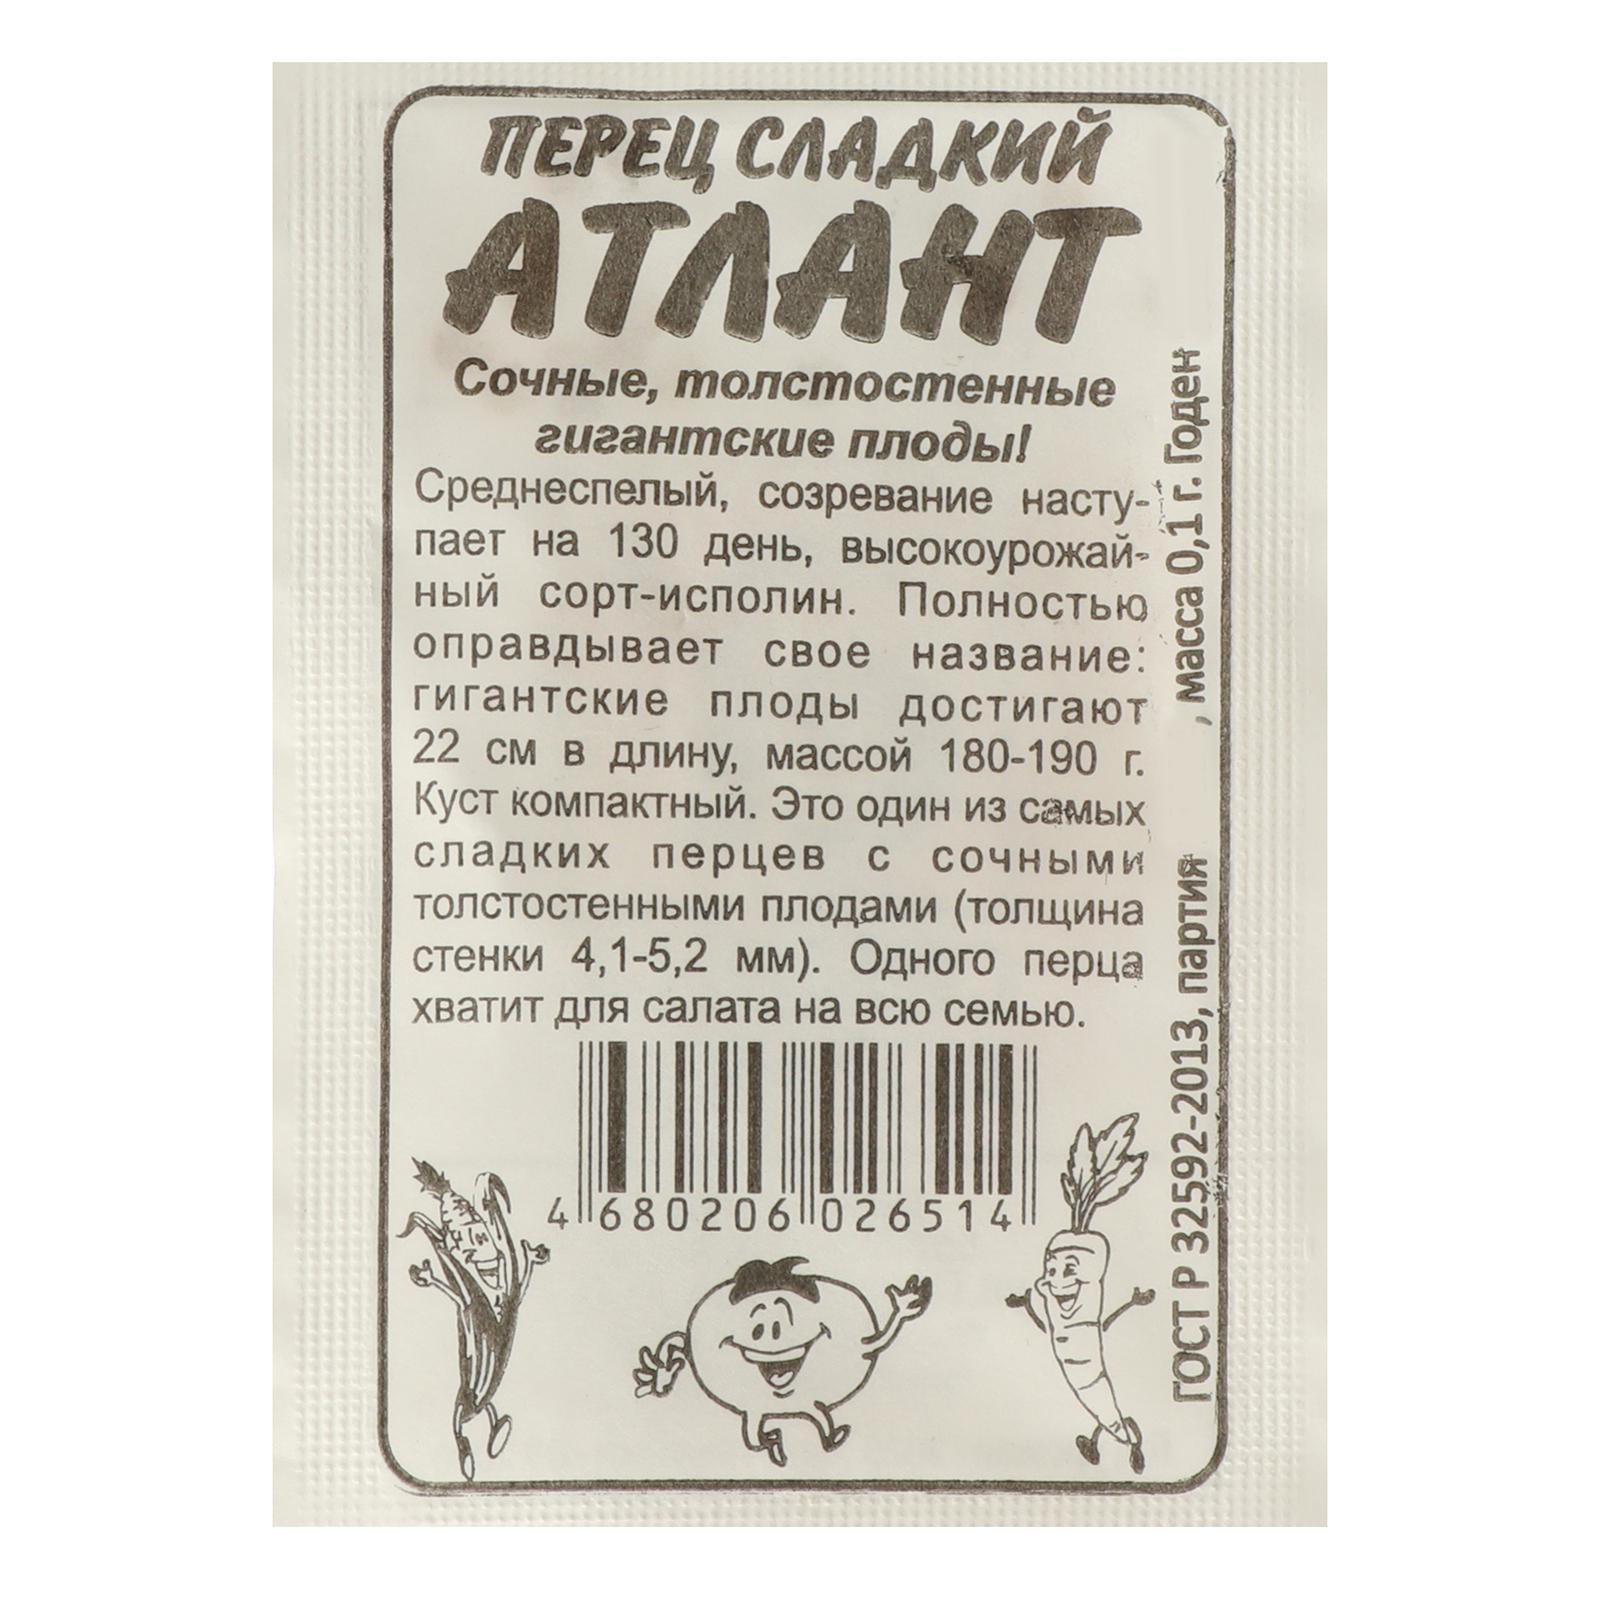 ПЕРЕЦ СЛАДКИЙ
АТЛАНТ
Сочные, толстостенные
гигантские плоды!
Среднеспелый, созревание насту-
пает на 130 день, высокоурожай-
ный сорт-исполин. Полностью
оправдывает свое название:
гигантские плоды достигают
22 см в длину, массой 180-190 г.
Куст компактный. Это один из самых
сладких перцев с сочными
толстостенными плодами (толщина
стенки 4,1-5,2 мм). Одного перца
хватит для салата на всю семью.
4 680206 026514
ГОСТ Р 32592-2013, партия , масса 0,1 г. Годен